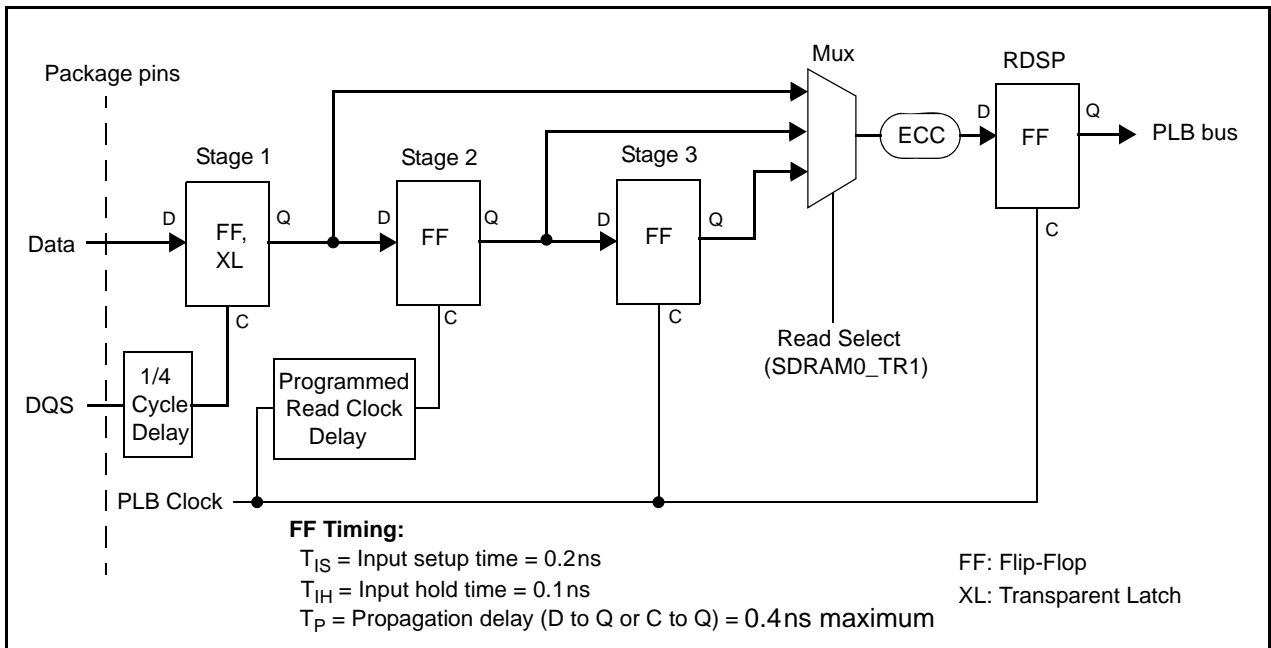 Package pins
Mux
RDSP
Stage 1
Stage 2
Stage 3
D
Q
FF,
XL
C
D
Q
FF
C
D
Q
FF
C
ECC
D
Q
FF
C
PLB bus
Data
DQS
1/4
Cycle
Delay
Programmed
Read Clock
Delay
Read Select
(SDRAM0_TR1)
PLB Clock
FF Timing:
TIS = Input setup time = 0.2ns
TIH = Input hold time = 0.1ns
TP = Propagation delay (D to Q or C to Q) = 0.4ns maximum
FF: Flip-Flop
XL: Transparent Latch